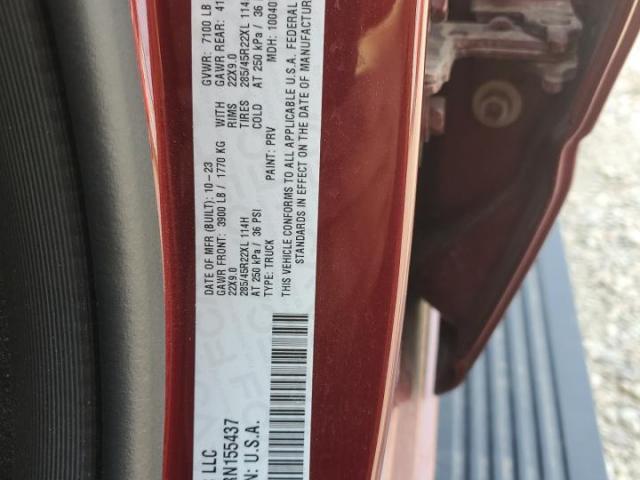 S LLC
DATE OF MFR (BUILT): 10-23
GVWR: 7100 LB
GAWR FRONT: 3900 LB / 1770 KG WITH GAWR REAR: 41
22X9.0 RIMS 22X9.0
285/45R22XL 114H TIRES 285/45R22XL 114
AT 250 kPa / 36 PSI COLD AT 250 kPa / 36
TYPE: TRUCK PAINT: PRV MDH: 10040
RN155437
N: U.S.A.
THIS VEHICLE CONFORMS TO ALL APPLICABLE U.S.A. FEDERAL
STANDARDS IN EFFECT ON THE DATE OF MANUFACTUR